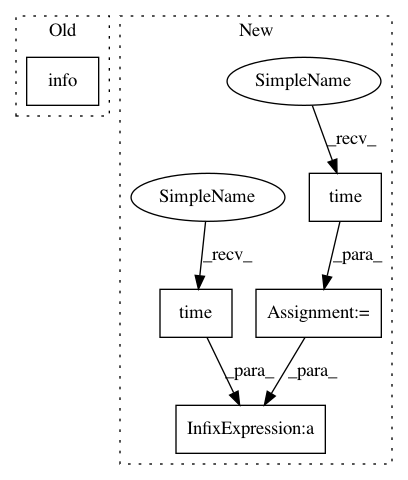 Old
New
info
SimpleName
_recv_
SimpleName
time
_recv_
_para_
time
Assignment:=
_para_
_para_
InfixExpression:a